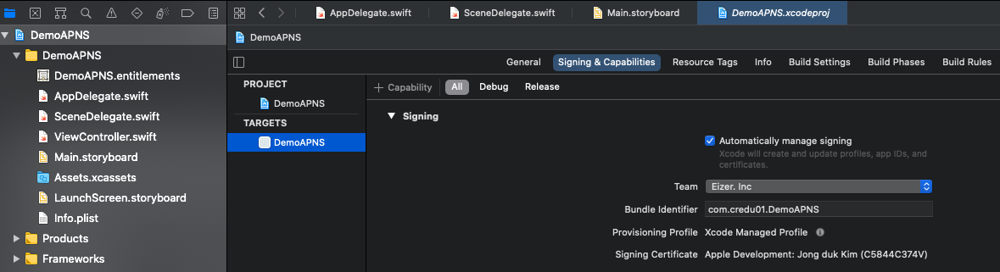 AppDelegate.swift
SceneDelegate.swift
Main.storyboard
DemoAPNS.xcodeproj
DemoAPNS
DemoAPNS
DemoAPNS.entitlements
AppDelegate.swift
SceneDelegate.swift
ViewController.swift
Main.storyboard
Assets.xcassets
LaunchScreen.storyboard
Info.plist
Products
Frameworks
DemoAPNS
General
Signing & Capabilities
Resource Tags
Info
Build Settings
Build Phases
Build Rules
PROJECT
DemoAPNS
TARGETS
DemoAPNS
+ Capability
All
Debug
Release
Signing
Automatically manage signing
Xcode will create and update profiles, app IDs, and
certificates.
Team Eizer. Inc
Bundle Identifier com.credu01.DemoAPNS
Provisioning Profile Xcode Managed Profile
Signing Certificate Apple Development: Jong duk Kim (C5844C374V)